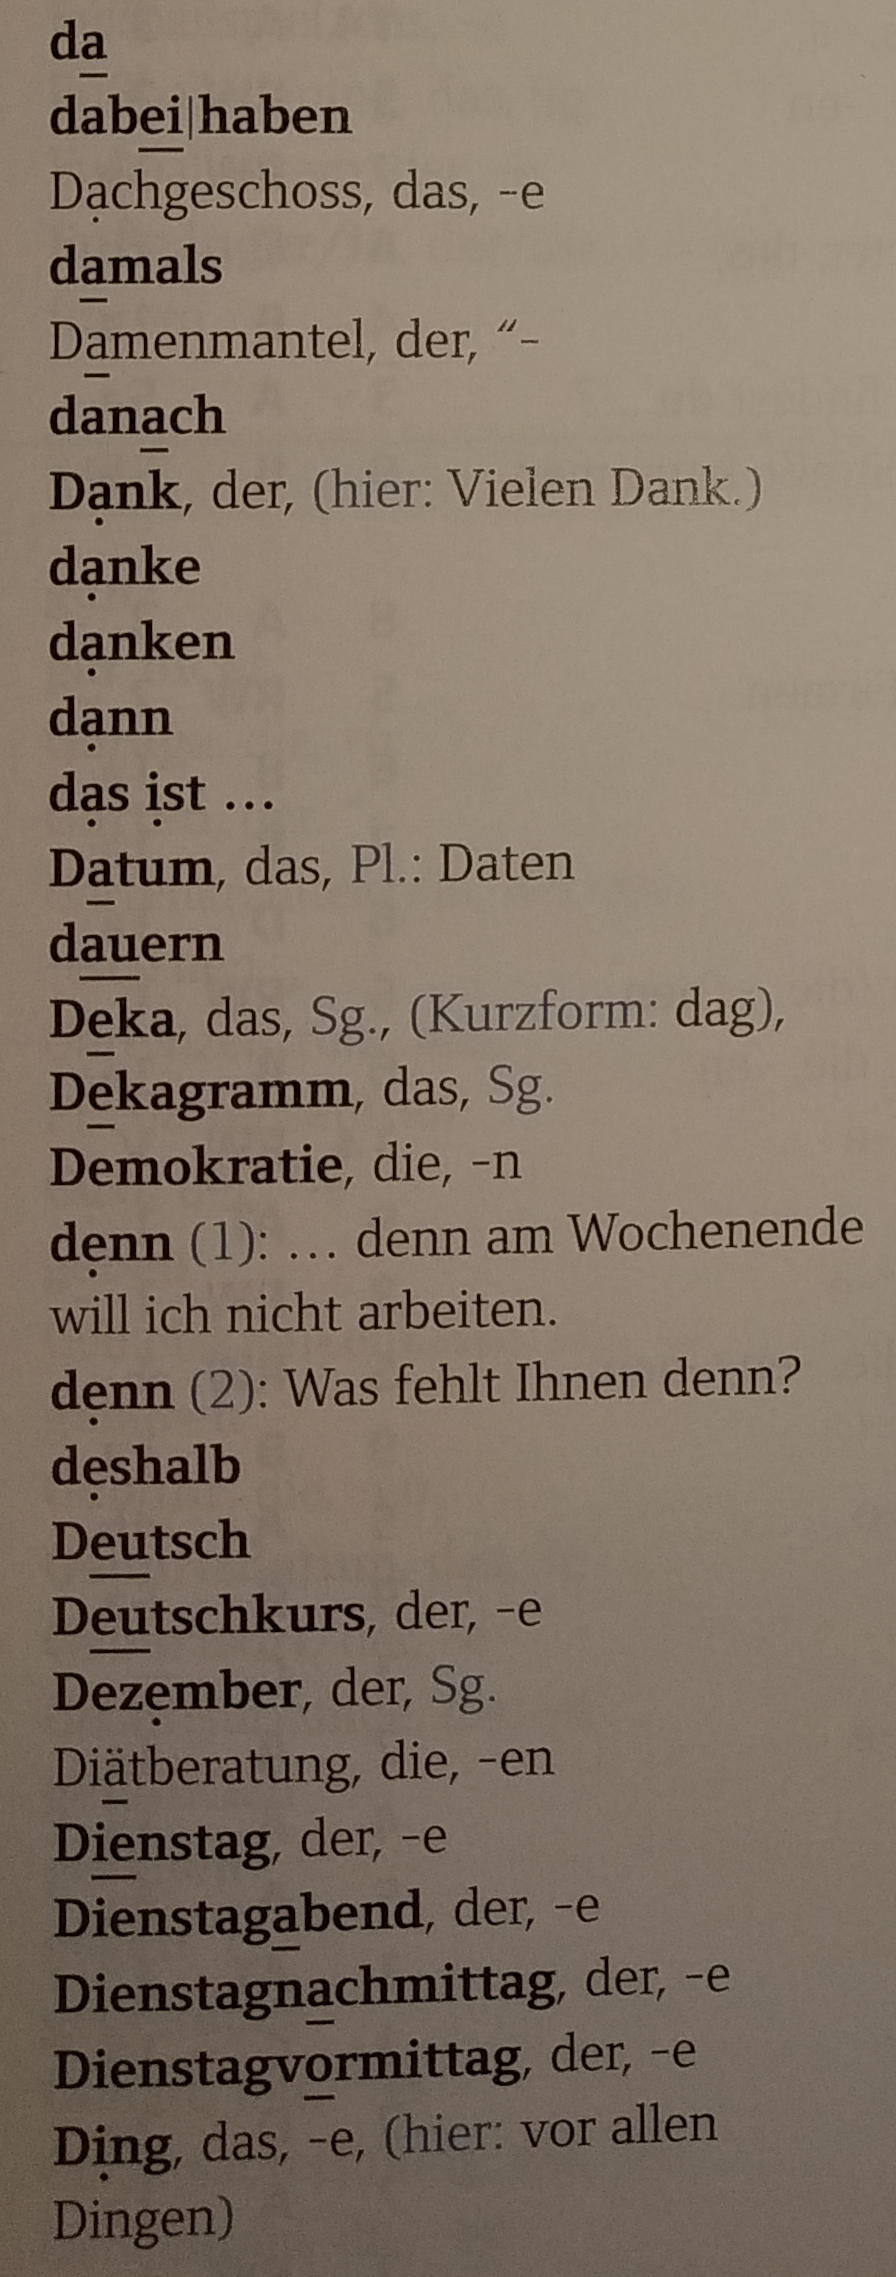 da
dabei|haben
Dachgeschoss, das, -e
damals
Damenmantel, der, “-
danach
Dank, der, (hier: Vielen Dank.)
danke
danken
dann
das ist …
Datum, das, Pl.: Daten
dauern
Deka, das, Sg., (Kurzform: dag),
Dekagramm, das, Sg.
Demokratie, die, -n
denn (1): … denn am Wochenende
will ich nicht arbeiten.
denn (2): Was fehlt Ihnen denn?
deshalb
Deutsch
Deutschkurs, der, -e
Dezember, der, Sg.
Diätberatung, die, -en
Dienstag, der, -e
Dienstagabend, der, -e
Dienstagnachmittag, der, -e
Dienstagvormittag, der, -e
Ding, das, -e, (hier: vor allen
Dingen)